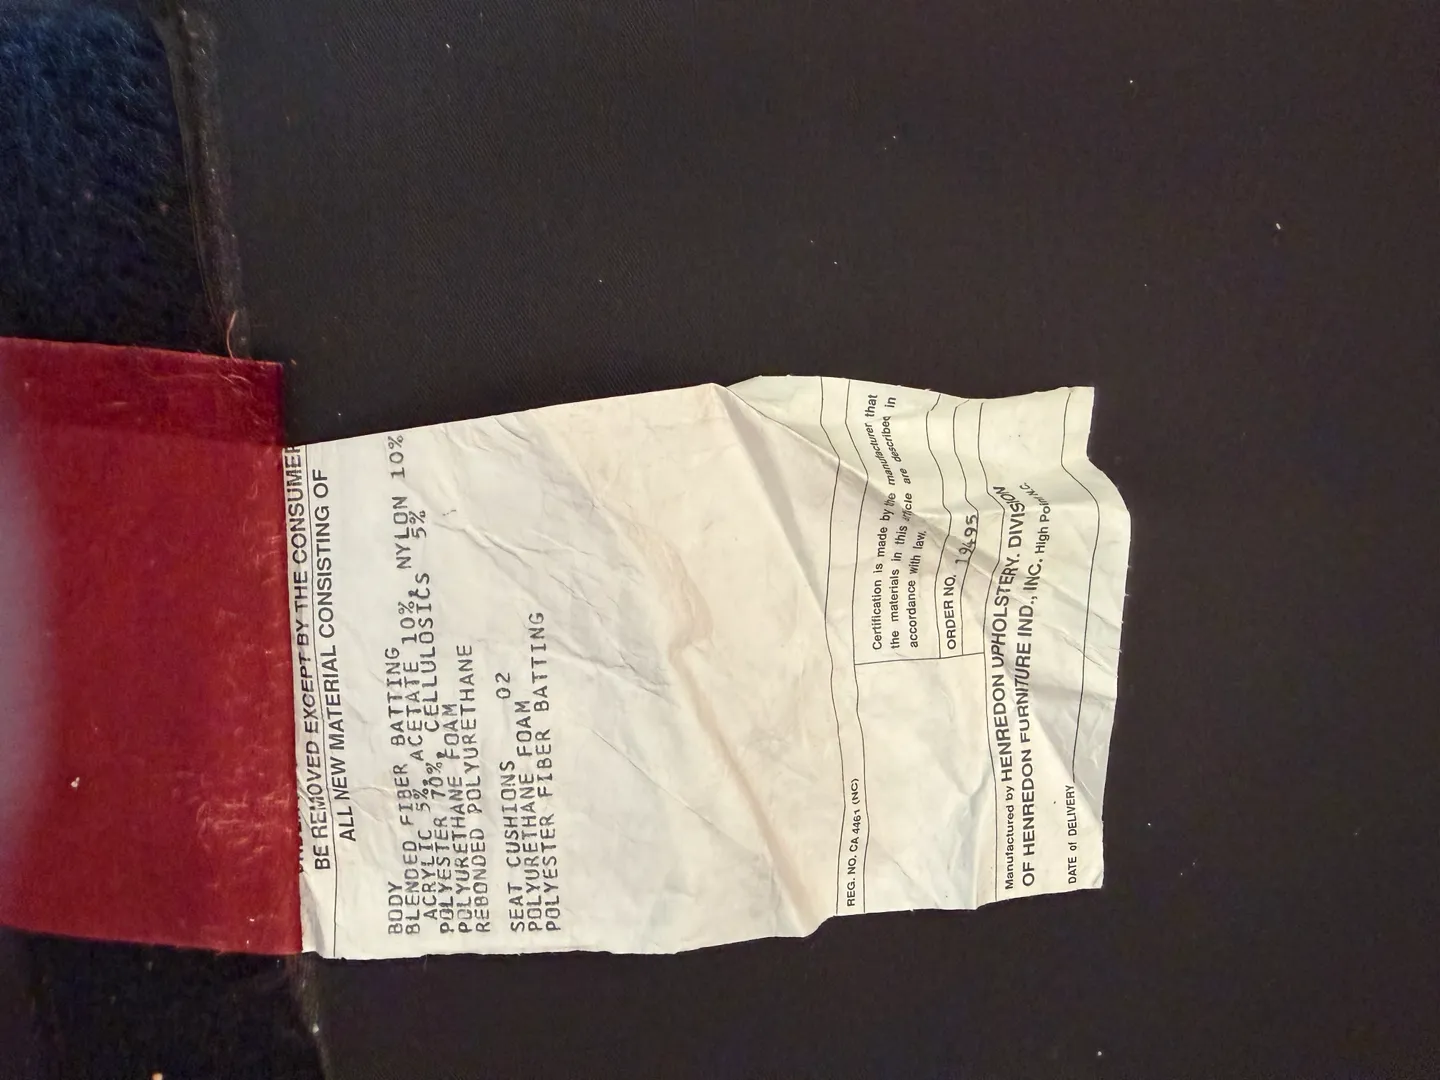 BE REMOVED EXCEPT BY THE CONSUMER
ALL NEW MATERIAL CONSISTING OF
BODY
BLENDED FIBER BATTING
ACRYLIC 5%, ACETATE 10%, NYLON 10%
POLYESTER 70%, CELLULOSICS 5%
POLYURETHANE FOAM
REBONDED POLYURETHANE
SEAT CUSHIONS 02
POLYURETHANE FOAM
POLYESTER FIBER BATTING
REG. NO. CA 4461 (NC)
Certification is made by the manufacturer that
the materials in this article are described in
accordance with law.
ORDER NO. 19495
Manufactured by HENREDON UPHOLSTERY. DIVISION
OF HENREDON FURNITURE IND., INC. High Point, N.C.
DATE of DELIVERY